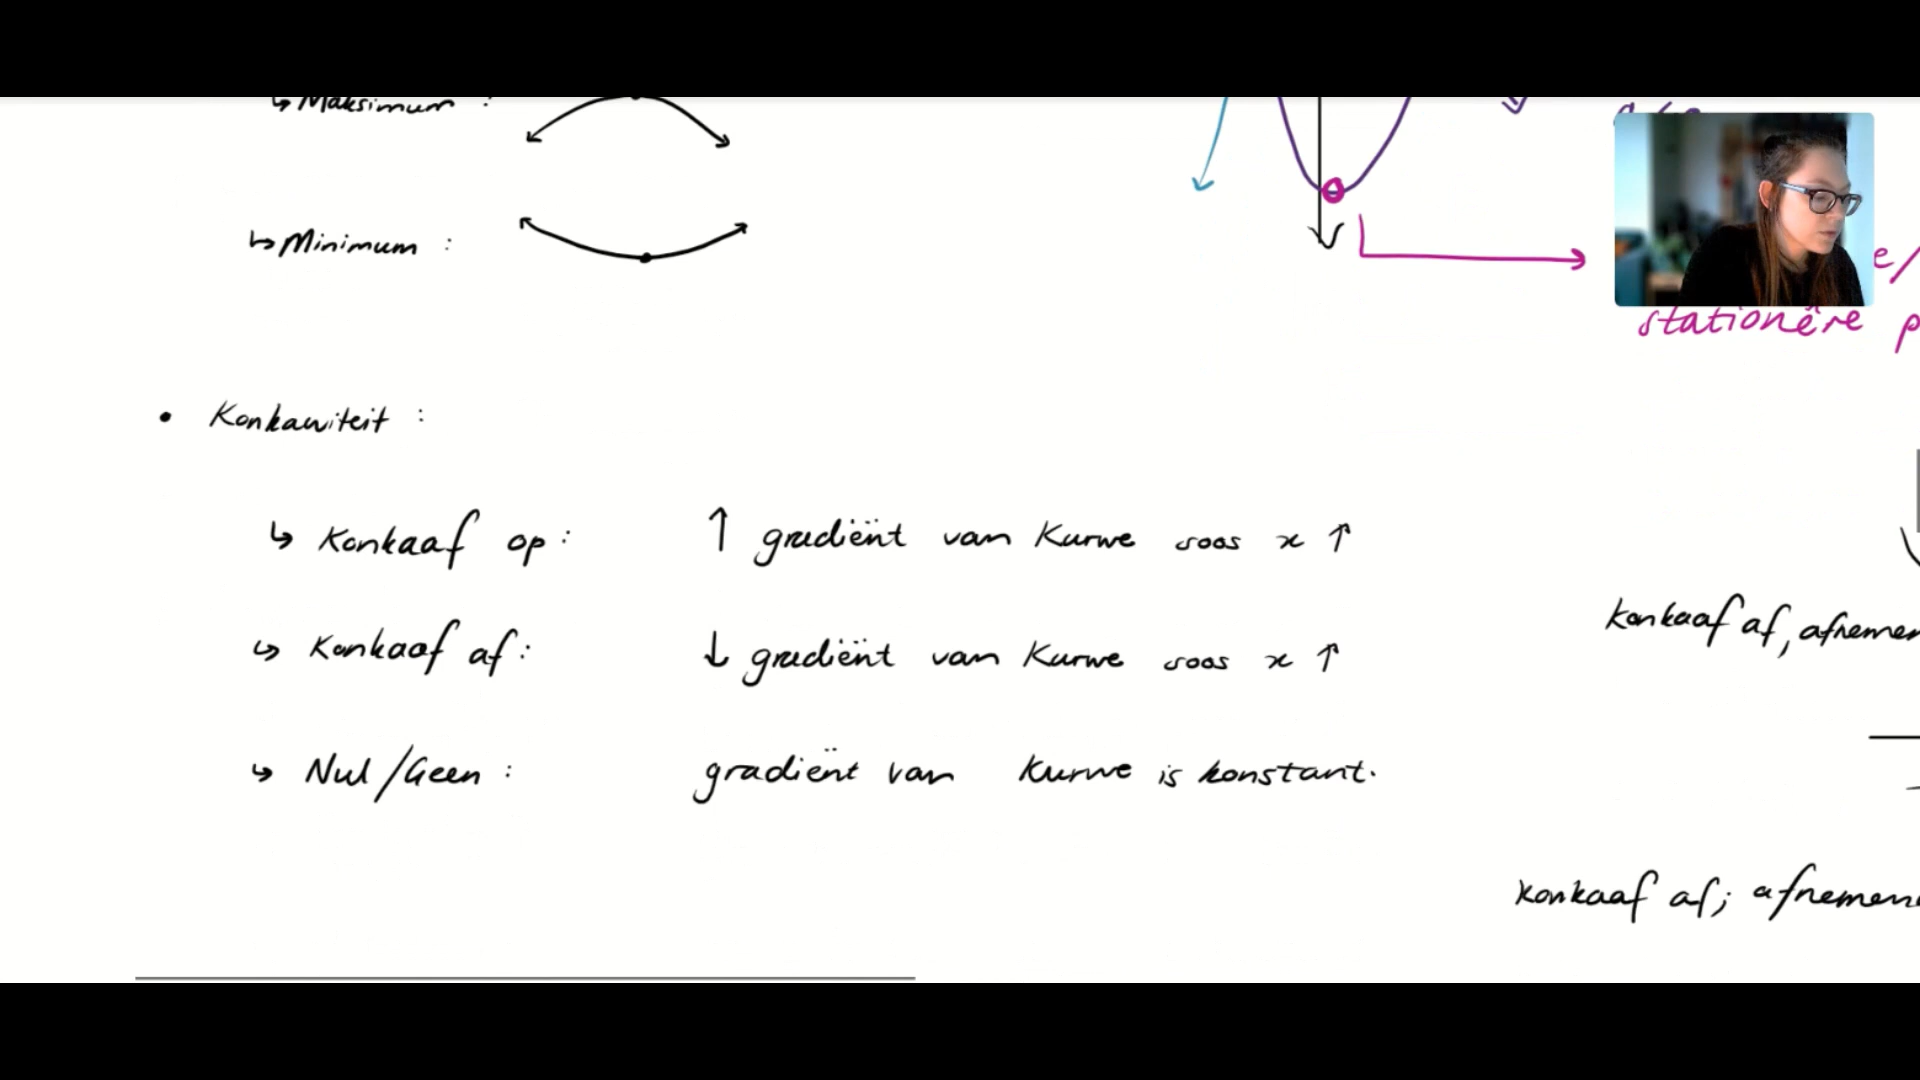 ↳ Maksimum :
↳ Minimum :
stationêre
• Konkawiteit :
↳ Konkaaf op: ↑ gradiënt van Kurwe soos x ↑
↳ Konkaaf af: ↓ gradiënt van Kurwe soos x ↑
↳ Nul/Geen : gradiënt van Kurwe is konstant.
Konkaaf af, afnemen
konkaaf af; afnemen